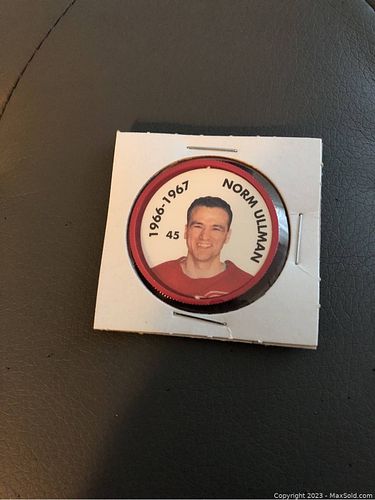 1966-1967
NORM ULLMAN
45
Copyright 2023 - MaxSold.com